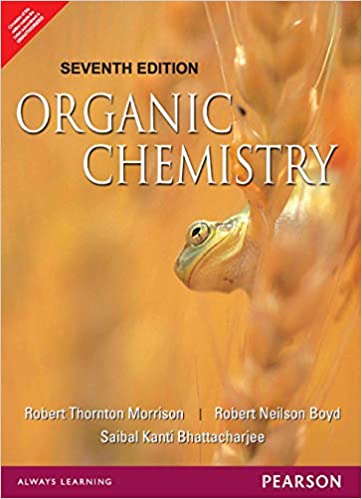 SEVENTH EDITION
ORGANIC
CHEMISTRY
Robert Thornton Morrison | Robert Neilson Boyd
Saibal Kanti Bhattacharjee
ALWAYS LEARNING
PEARSON